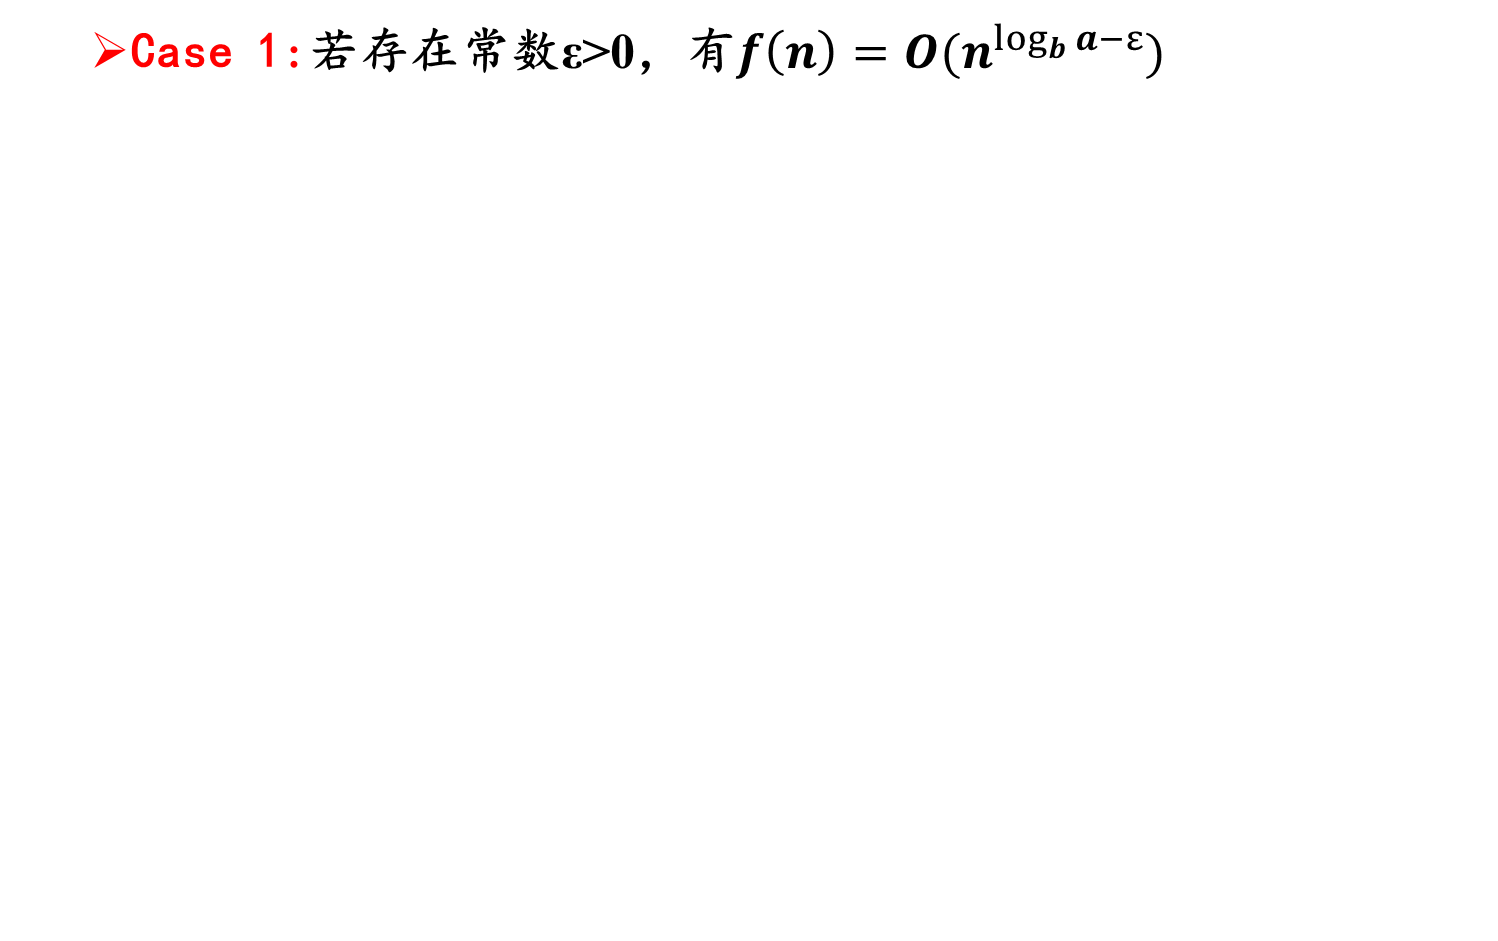 ➢Case 1:若存在常数ε>0，有f(n) = O(n^{log_b a−ε})